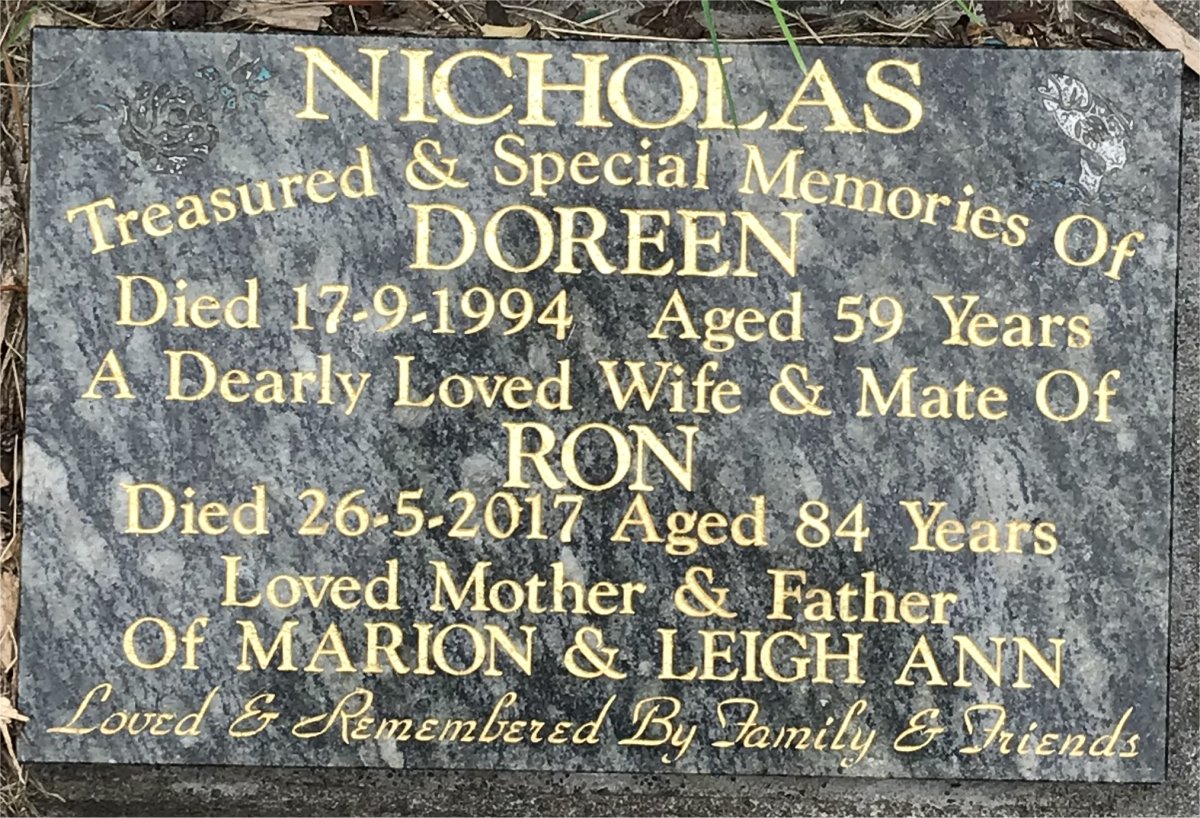 NICHOLAS
Treasured & Special Memories Of
DOREEN
Died 17-9-1994 Aged 59 Years
A Dearly Loved Wife & Mate Of
RON
Died 26-5-2017 Aged 84 Years
Loved Mother & Father
Of MARION & LEIGH ANN
Loved & Remembered By Family & Friends